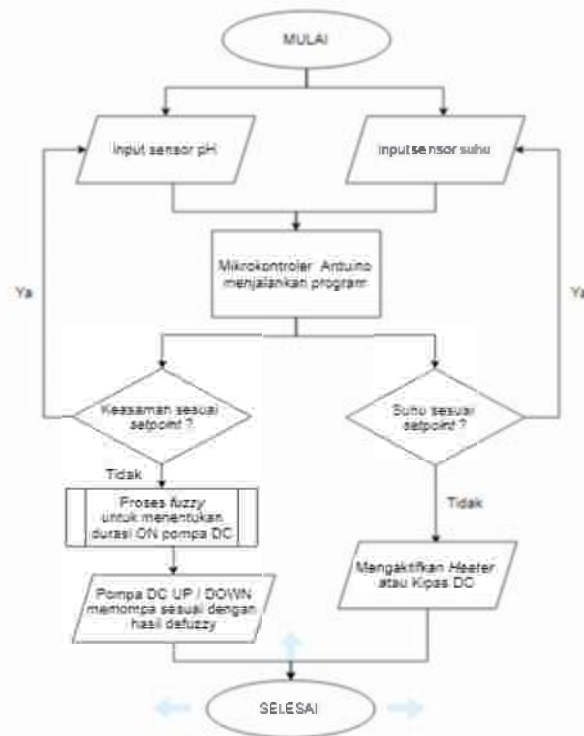 MULAI
Input sensor pH
Input sensor suhu
Mikrokontroler Arduino
menjalankan program
Ya
Ya
Keasaman sesuai
setpoint ?
Suhu sesuai
setpoint ?
Tidak
Tidak
Proses fuzzy
untuk menentukan
durasi ON pompa DC
Mengaktifkan Heater
atau Kipas DC
Pompa DC UP / DOWN
memompa sesuai dengan
hasil defuzzy
SELESAI